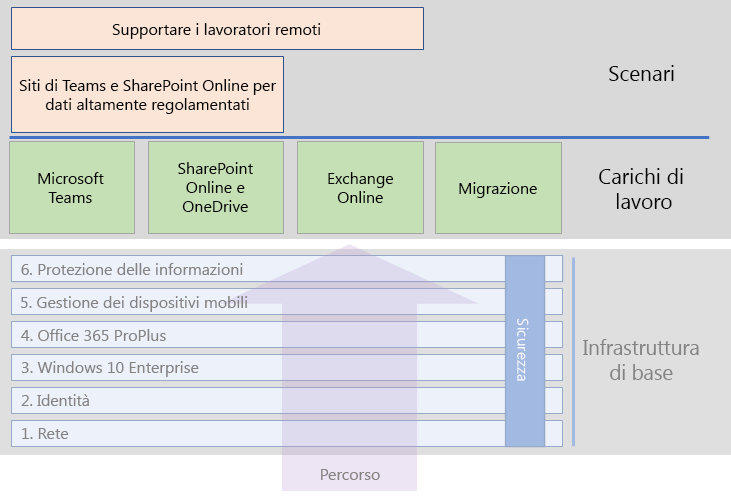 Supportare i lavoratori remoti
Siti di Teams e SharePoint Online per
dati altamente regolamentati
Scenari
Microsoft
Teams
SharePoint
Online e
OneDrive
Exchange
Online
Migrazione
Carichi di
lavoro
6. Protezione delle informazioni
5. Gestione dei dispositivi mobili
4. Office 365 ProPlus
3. Windows 10 Enterprise
2. Identità
1. Rete
Sicurezza
Infrastruttura
di base
Percorso